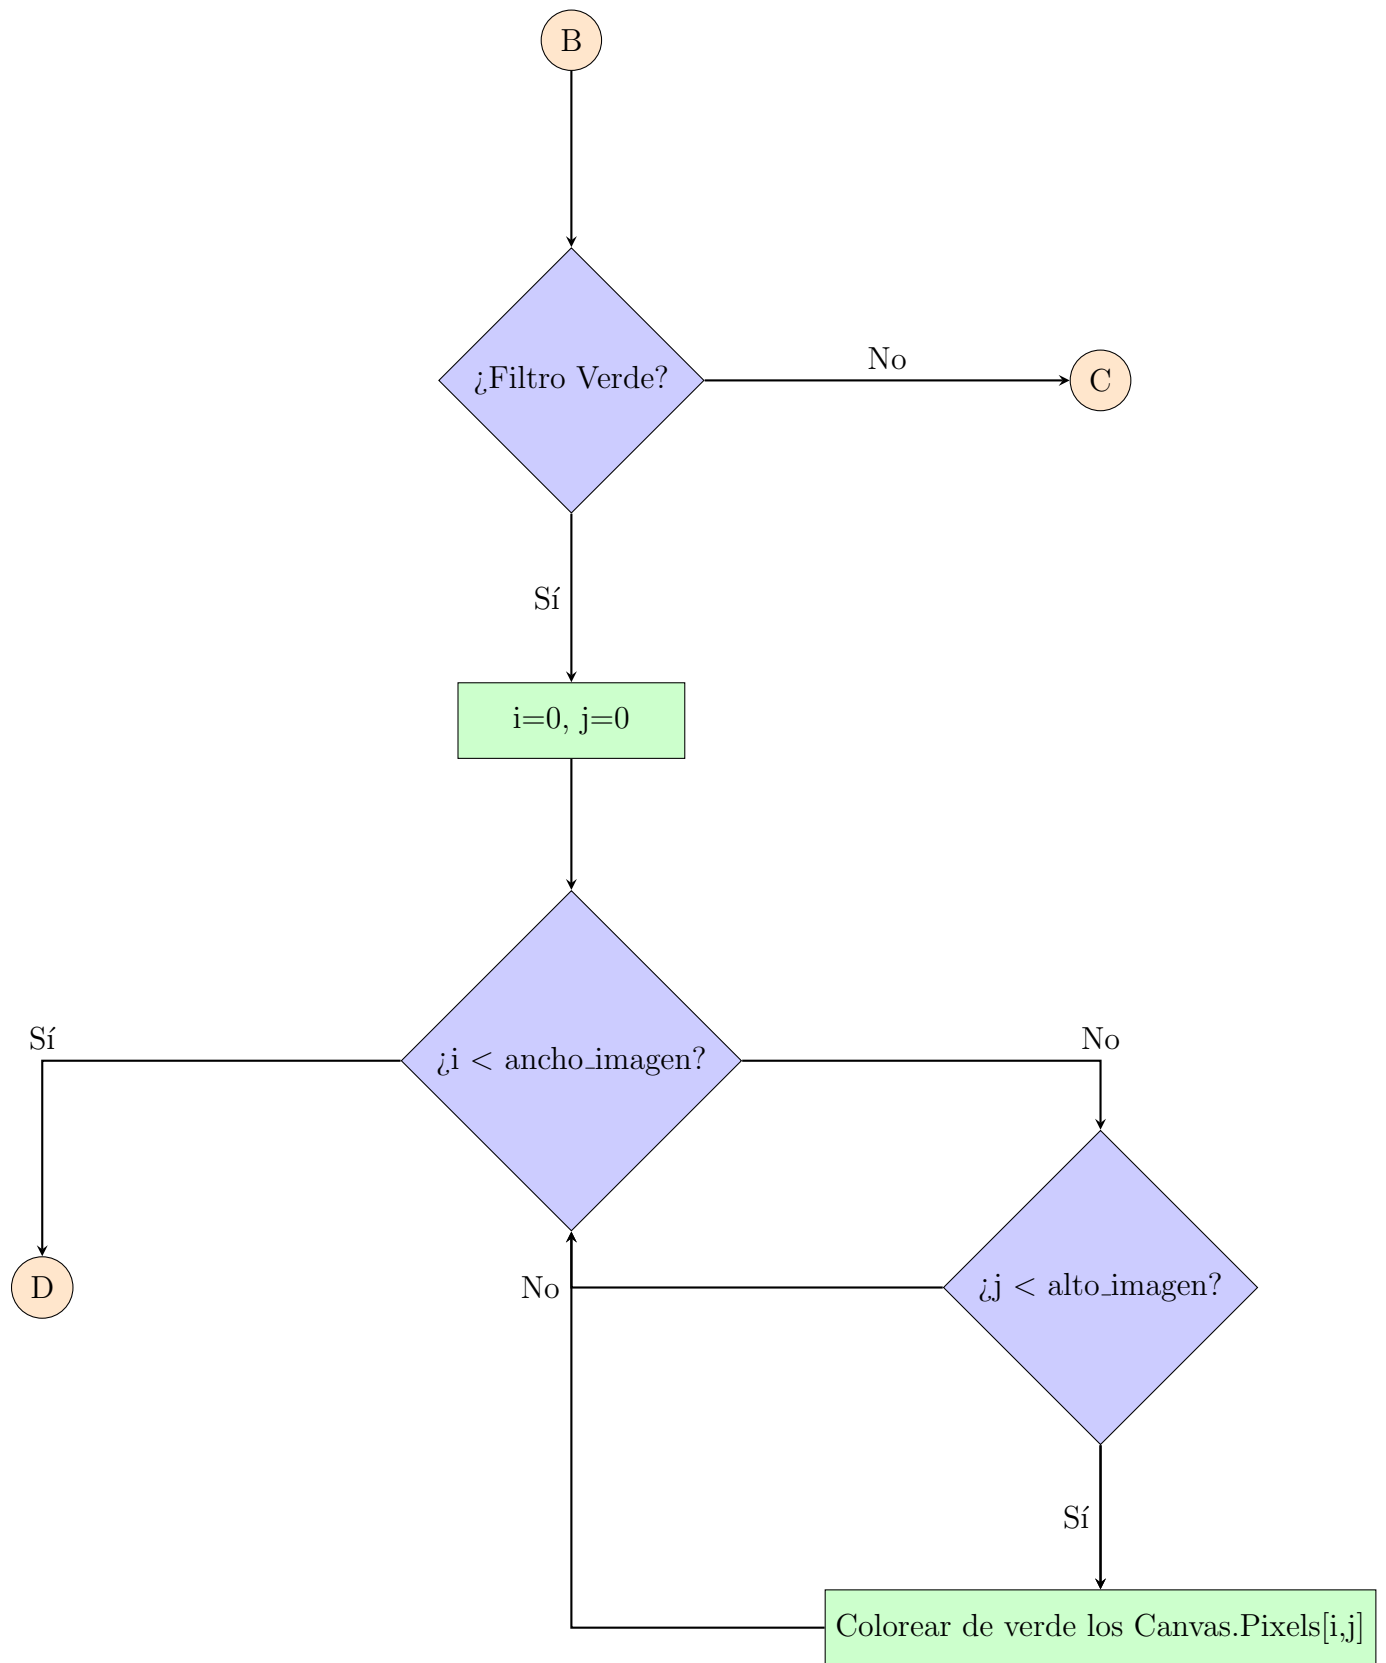 B
¿Filtro Verde?
No
C
Sí
i=0, j=0
Sí
¿i < ancho_imagen?
No
D
No
¿j < alto_imagen?
Sí
Colorear de verde los Canvas.Pixels[i,j]